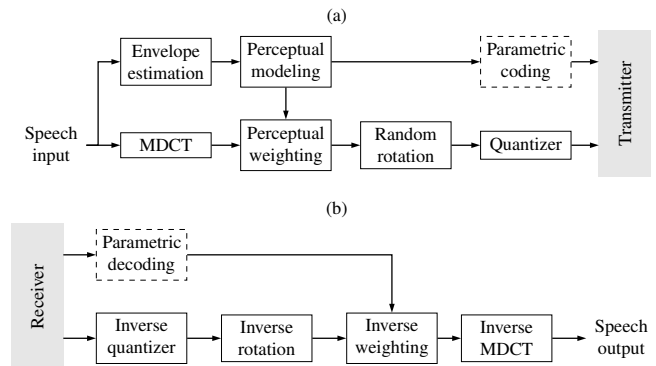 (a)
Envelope
estimation
Perceptual
modeling
Parametric
coding
Transmitter
Speech
input
MDCT
Perceptual
weighting
Random
rotation
Quantizer
(b)
Receiver
Parametric
decoding
Inverse
quantizer
Inverse
rotation
Inverse
weighting
Inverse
MDCT
Speech
output